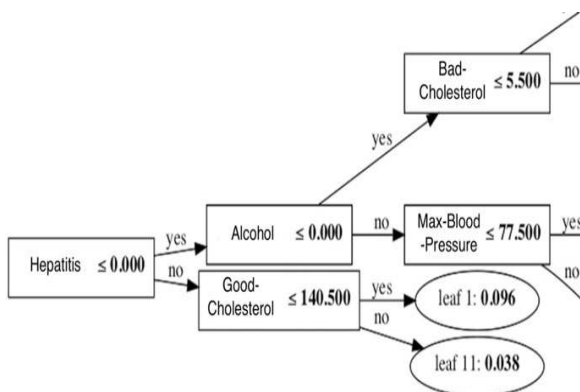 Bad-
Cholesterol ≤ 5.500
no
yes
Alcohol ≤ 0.000
no
Max-Blood
-Pressure ≤ 77.500
yes
no
Hepatitis ≤ 0.000
yes
no
Good-
Cholesterol ≤ 140.500
yes
no
leaf 1: 0.096
leaf 11: 0.038